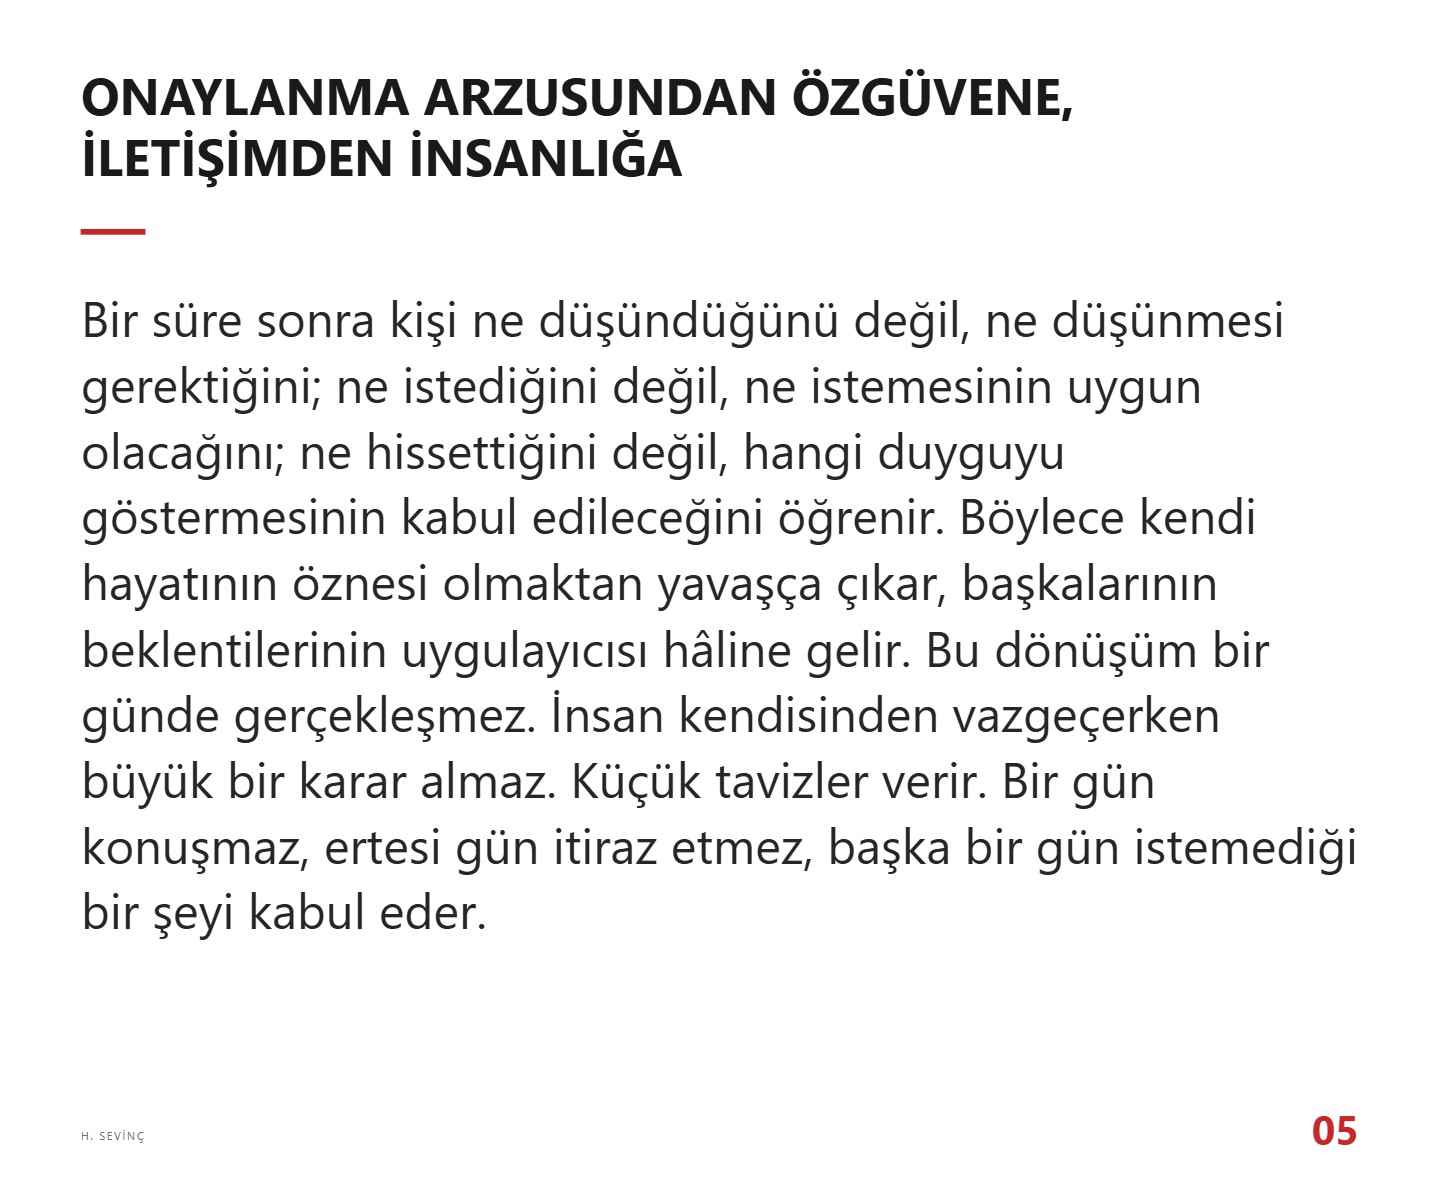 ONAYLANMA ARZUSUNDAN ÖZGÜVENE,
İLETİŞİMDEN İNSANLIĞA
Bir süre sonra kişi ne düşündüğünü değil, ne düşünmesi
gerektiğini; ne istediğini değil, ne istemesinin uygun
olacağını; ne hissettiğini değil, hangi duyguyu
göstermesinin kabul edileceğini öğrenir. Böylece kendi
hayatının öznesi olmaktan yavaşça çıkar, başkalarının
beklentilerinin uygulayıcısı hâline gelir. Bu dönüşüm bir
günde gerçekleşmez. İnsan kendisinden vazgeçerken
büyük bir karar almaz. Küçük tavizler verir. Bir gün
konuşmaz, ertesi gün itiraz etmez, başka bir gün istemediği
bir şeyi kabul eder.
H. SEVİNÇ
05